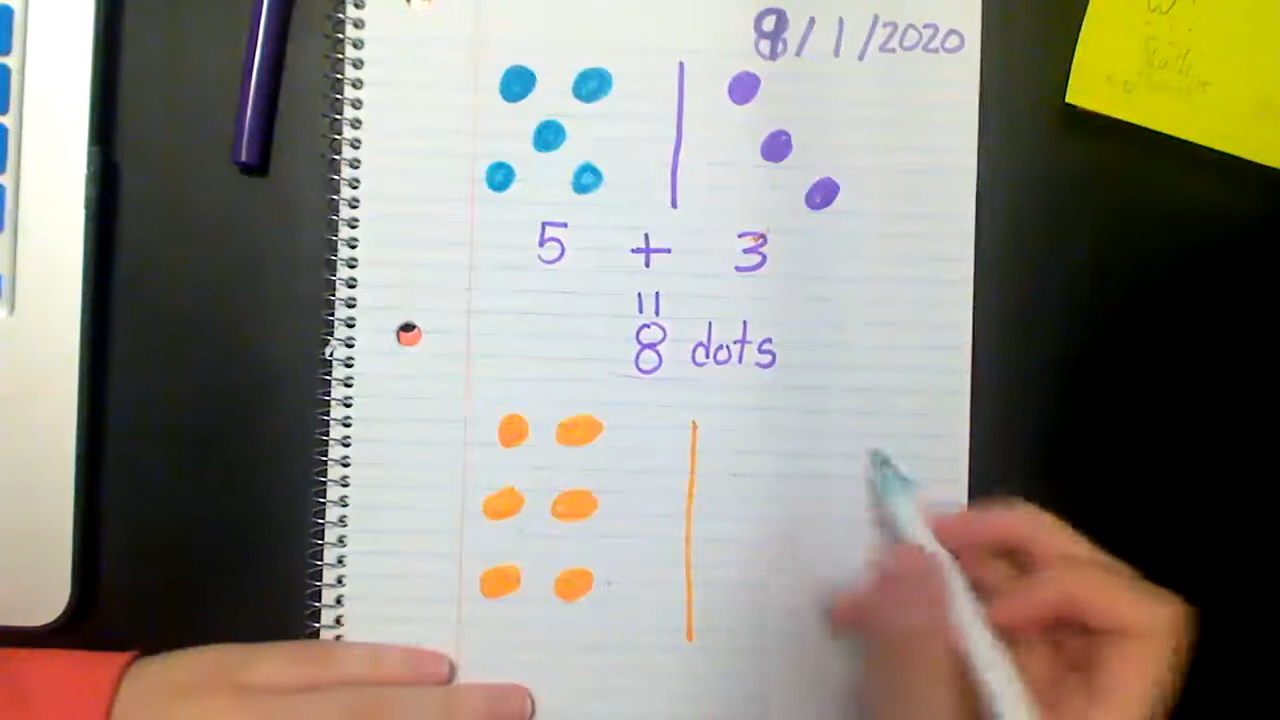 8/1/2020
5 + 3
=
8 dots